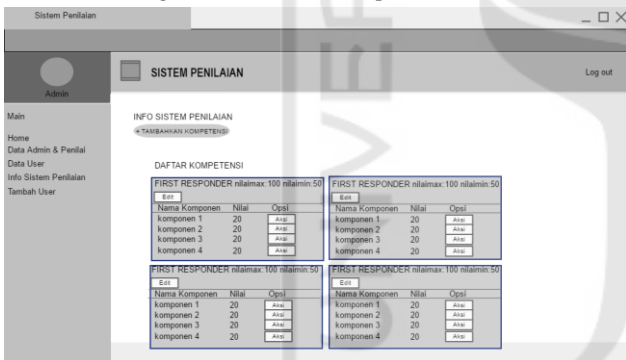 Sistem Penilaian
SISTEM PENILAIAN
Log out
Admin
Main
Home
Data Admin & Penilai
Data User
Info Sistem Penilaian
Tambah User
INFO SISTEM PENILAIAN
+TAMBAHKAN KOMPETENSI
DAFTAR KOMPETENSI
FIRST RESPONDER nilaimax:100 nilaimin:50
Edit
Nama Komponen Nilai Opsi
komponen 1 20 Aksi
komponen 2 20 Aksi
komponen 3 20 Aksi
komponen 4 20 Aksi
FIRST RESPONDER nilaimax:100 nilaimin:50
Edit
Nama Komponen Nilai Opsi
komponen 1 20 Aksi
komponen 2 20 Aksi
komponen 3 20 Aksi
komponen 4 20 Aksi
FIRST RESPONDER nilaimax:100 nilaimin:50
Edit
Nama Komponen Nilai Opsi
komponen 1 20 Aksi
komponen 2 20 Aksi
komponen 3 20 Aksi
komponen 4 20 Aksi
FIRST RESPONDER nilaimax:100 nilaimin:50
Edit
Nama Komponen Nilai Opsi
komponen 1 20 Aksi
komponen 2 20 Aksi
komponen 3 20 Aksi
komponen 4 20 Aksi